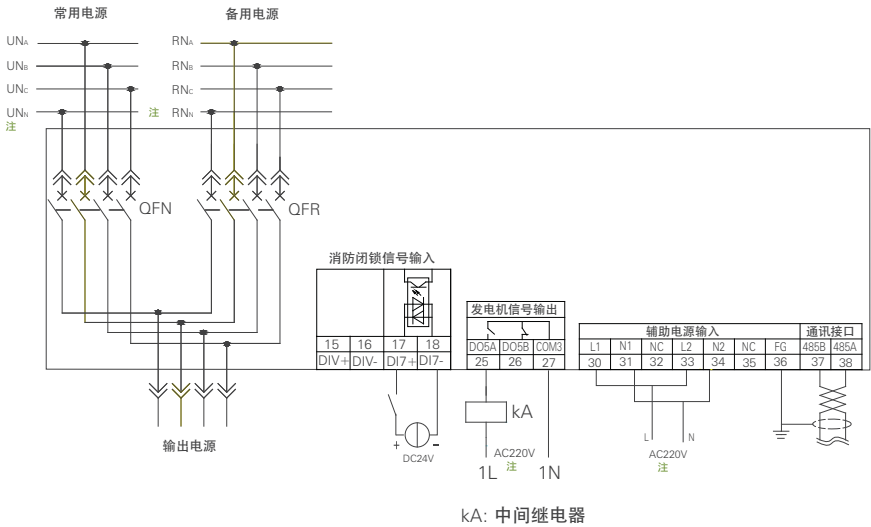 常用电源 备用电源
UNA RNA
UNB RNB
UNC RNC
UNN 注 RNN
注
QFN QFR
消防闭锁信号输入
15 16 17 18
DIV+ DIV- DI7+ DI7-
+ -
DC24V
发电机信号输出
DO5A DO5B COM3
25 26 27
kA
AC220V
1L 注 1N
辅助电源输入 通讯接口
L1 N1 NC L2 N2 NC FG 485B 485A
30 31 32 33 34 35 36 37 38
L N
AC220V
注
输出电源
kA: 中间继电器